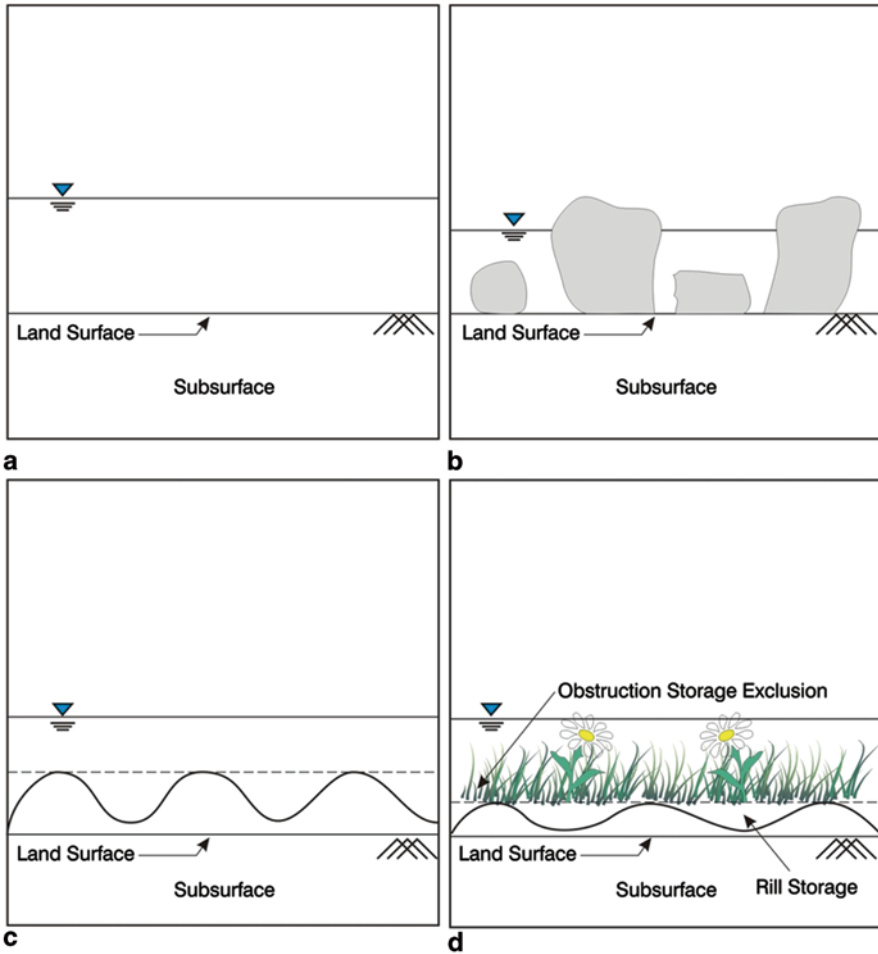 Land Surface
Subsurface
a
Land Surface
Subsurface
b
Land Surface
Subsurface
c
Obstruction Storage Exclusion
Land Surface
Subsurface
Rill Storage
d